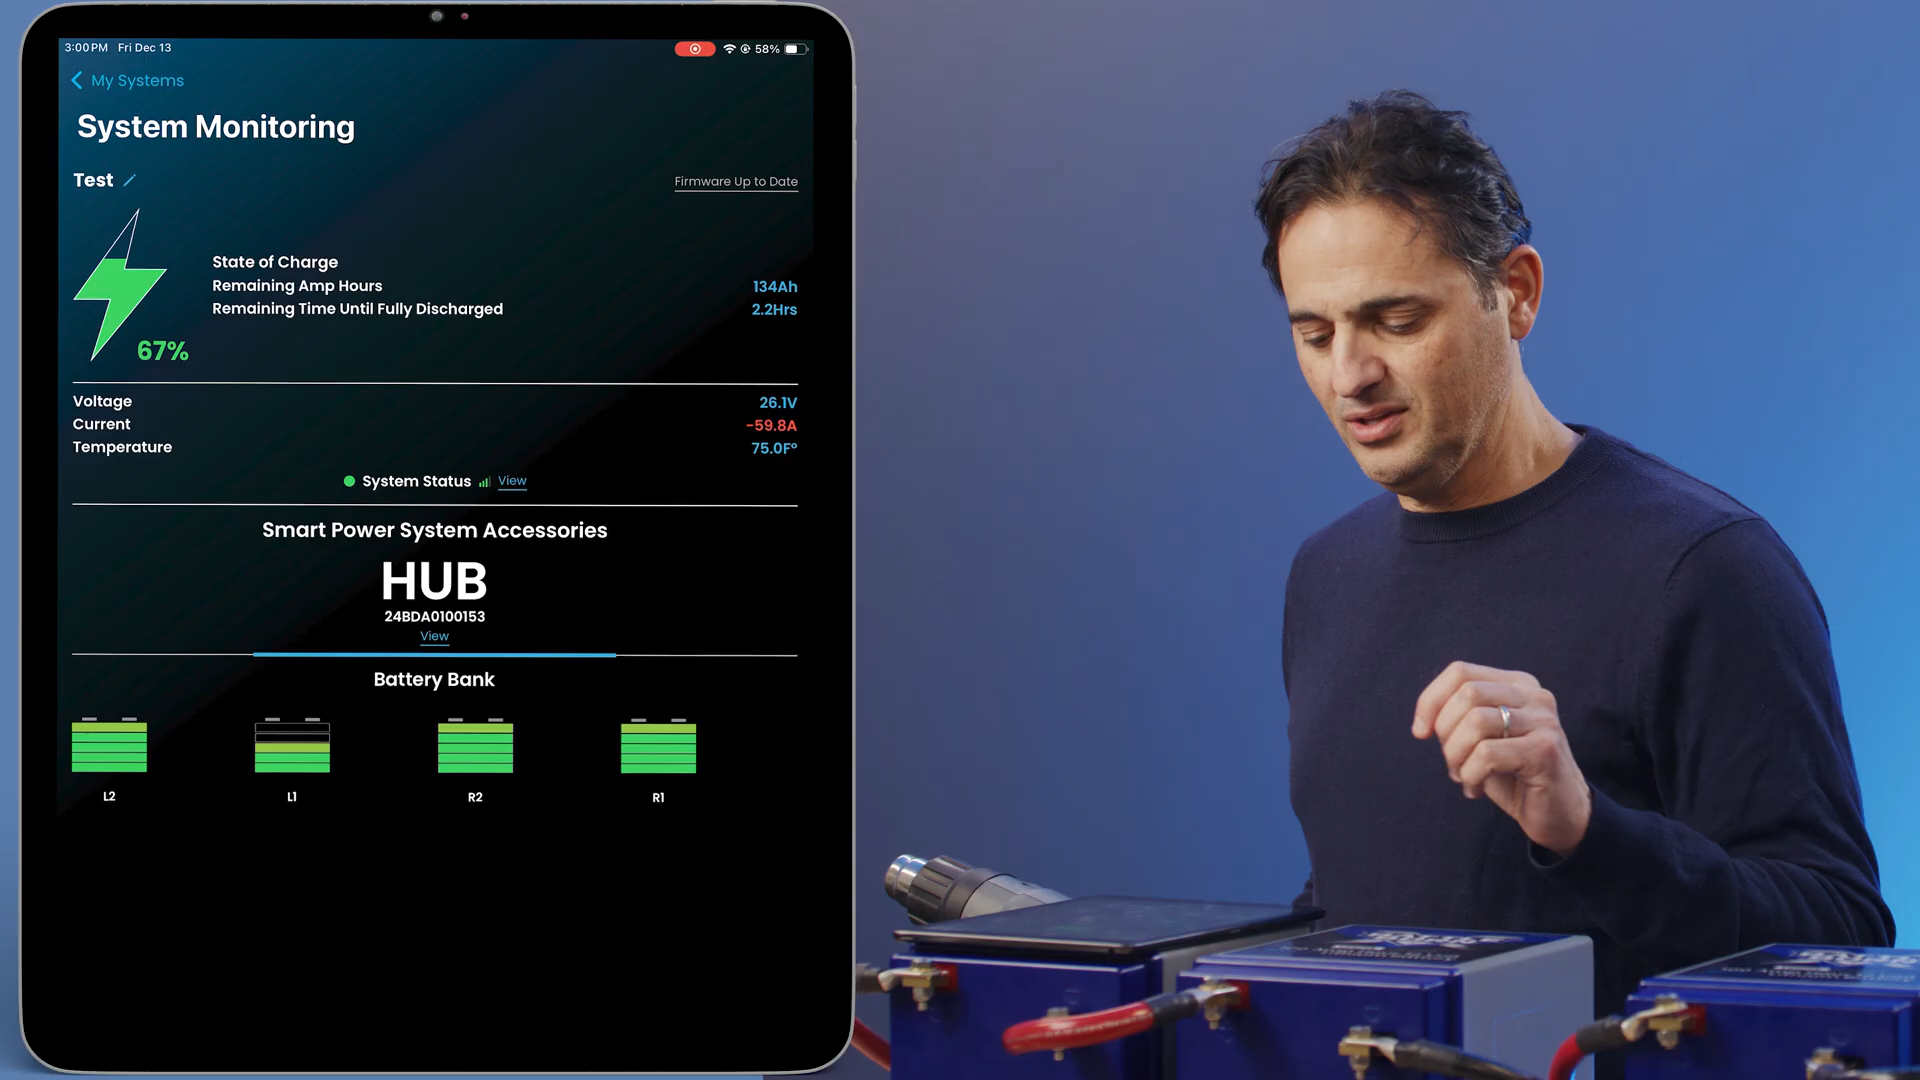 3:00 PM Fri Dec 13
58%
My Systems
System Monitoring
Test
Firmware Up to Date
State of Charge
Remaining Amp Hours 134Ah
Remaining Time Until Fully Discharged 2.2Hrs
67%
Voltage 26.1V
Current -59.8A
Temperature 75.0F°
System Status View
Smart Power System Accessories
HUB
24BDA0100153
View
Battery Bank
L2 L1 R2 R1